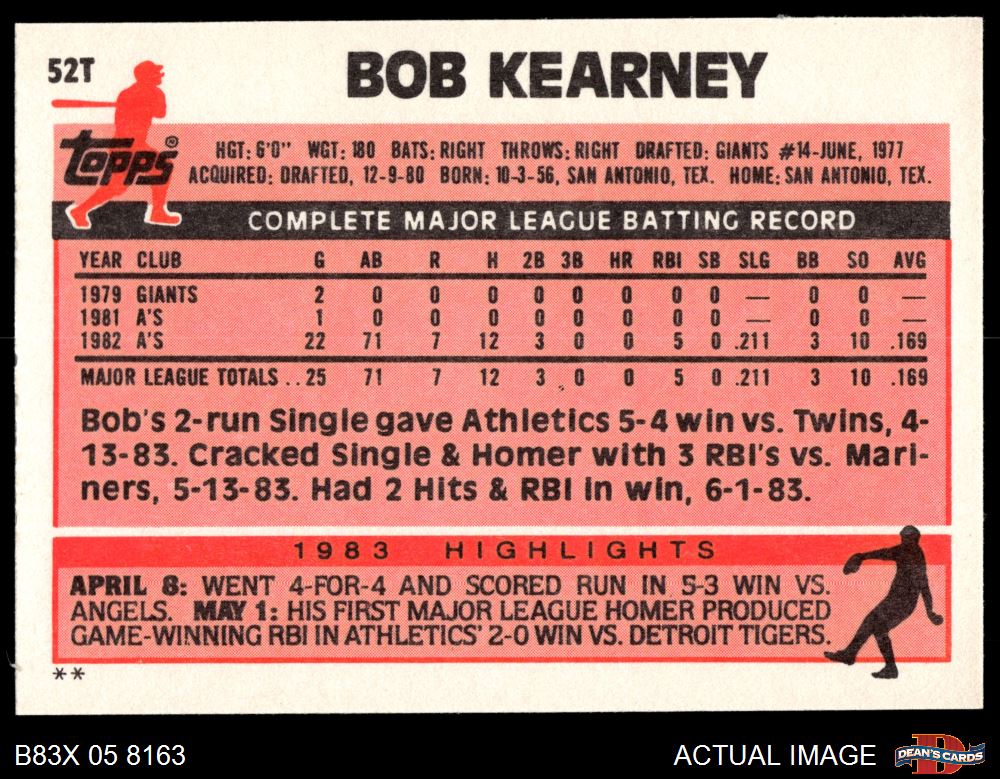 52T
BOB KEARNEY
Topps®
HGT: 6'0" WGT: 180 BATS: RIGHT THROWS: RIGHT DRAFTED: GIANTS #14-JUNE, 1977
ACQUIRED: DRAFTED, 12-9-80 BORN: 10-3-56, SAN ANTONIO, TEX. HOME: SAN ANTONIO, TEX.
COMPLETE MAJOR LEAGUE BATTING RECORD
YEAR CLUB G AB R H 2B 3B HR RBI SB SLG BB SO AVG
1979 GIANTS 2 0 0 0 0 0 0 0 0 — 0 0 —
1981 A'S 1 0 0 0 0 0 0 0 0 — 0 0 —
1982 A'S 22 71 7 12 3 0 0 5 0 .211 3 10 .169
MAJOR LEAGUE TOTALS .. 25 71 7 12 3 0 0 5 0 .211 3 10 .169
Bob's 2-run Single gave Athletics 5-4 win vs. Twins, 4-
13-83. Cracked Single & Homer with 3 RBI's vs. Mari-
ners, 5-13-83. Had 2 Hits & RBI in win, 6-1-83.
1983 HIGHLIGHTS
APRIL 8: WENT 4-FOR-4 AND SCORED RUN IN 5-3 WIN VS.
ANGELS. MAY 1: HIS FIRST MAJOR LEAGUE HOMER PRODUCED
GAME-WINNING RBI IN ATHLETICS' 2-0 WIN VS. DETROIT TIGERS.
**
B83X 05 8163
ACTUAL IMAGE
DEAN'S CARDS